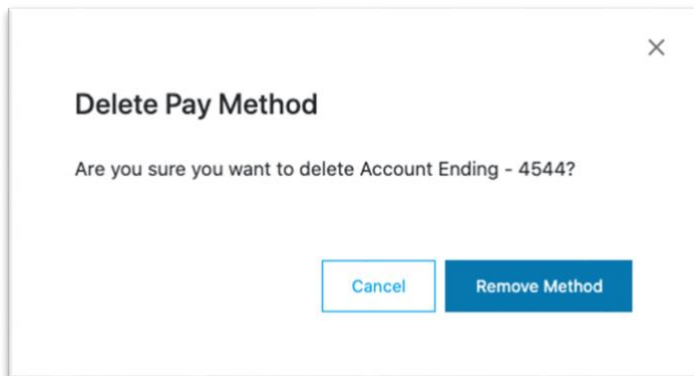 Delete Pay Method
Are you sure you want to delete Account Ending - 4544?
Cancel
Remove Method